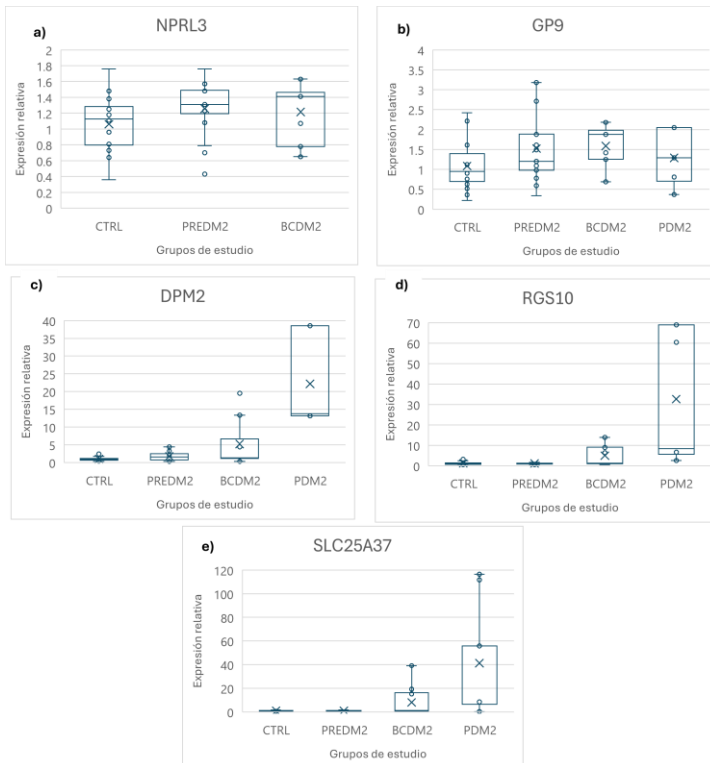 a)
NPRL3
Expresión relativa
2
1.8
1.6
1.4
1.2
1
0.8
0.6
0.4
0.2
0
CTRL PREDM2 BCDM2
Grupos de estudio
b)
GP9
Expresión relativa
4
3.5
3
2.5
2
1.5
1
0.5
0
CTRL PREDM2 BCDM2 PDM2
Grupos de estudio
c)
DPM2
Expresión relativa
40
35
30
25
20
15
10
5
0
CTRL PREDM2 BCDM2 PDM2
Grupos de estudio
d)
RGS10
Expresión relativa
70
60
50
40
30
20
10
0
CTRL PREDM2 BCDM2 PDM2
Grupos de estudio
e)
SLC25A37
Expresión relativa
120
100
80
60
40
20
0
CTRL PREDM2 BCDM2 PDM2
Grupos de estudio